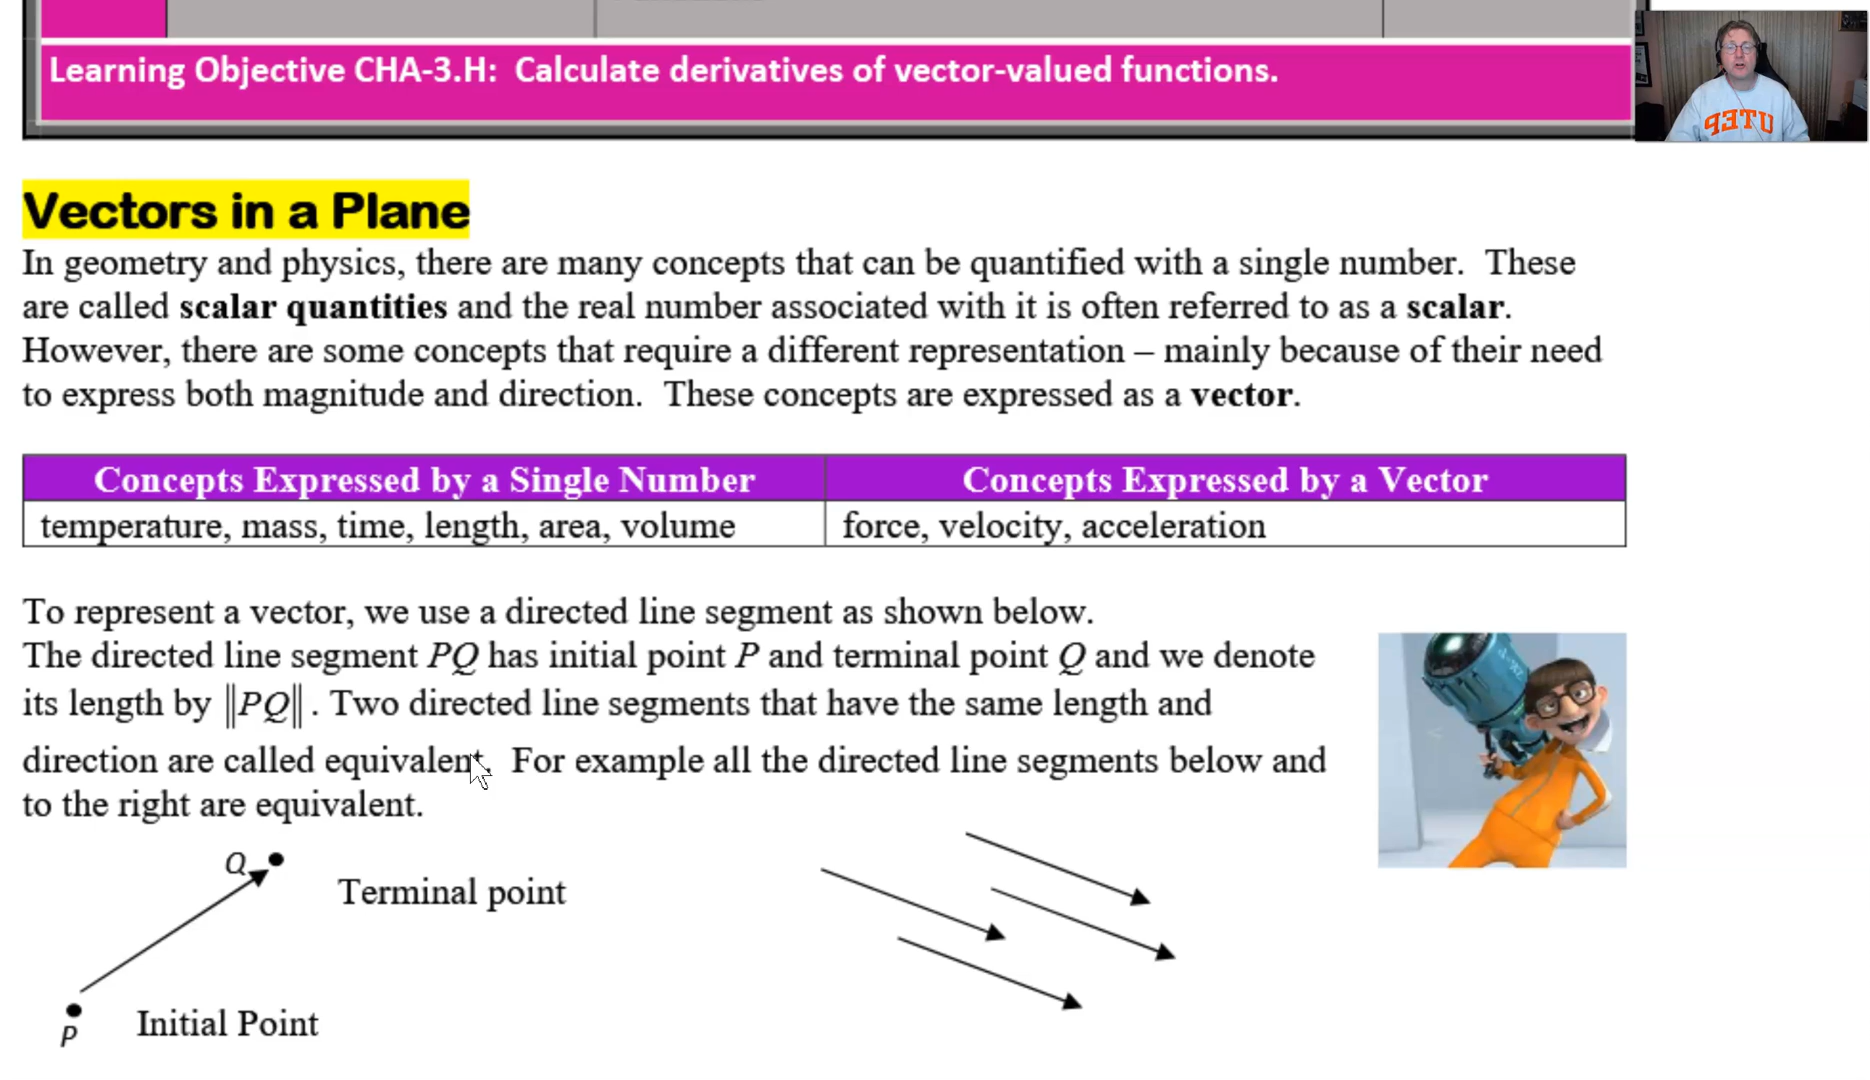 Learning Objective CHA-3.H: Calculate derivatives of vector-valued functions.
UTEP
Vectors in a Plane
In geometry and physics, there are many concepts that can be quantified with a single number. These
are called scalar quantities and the real number associated with it is often referred to as a scalar.
However, there are some concepts that require a different representation – mainly because of their need
to express both magnitude and direction. These concepts are expressed as a vector.
Concepts Expressed by a Single Number
Concepts Expressed by a Vector
temperature, mass, time, length, area, volume
force, velocity, acceleration
To represent a vector, we use a directed line segment as shown below.
The directed line segment PQ has initial point P and terminal point Q and we denote
its length by ‖PQ‖. Two directed line segments that have the same length and
direction are called equivalent. For example all the directed line segments below and
to the right are equivalent.
Q
Terminal point
P
Initial Point